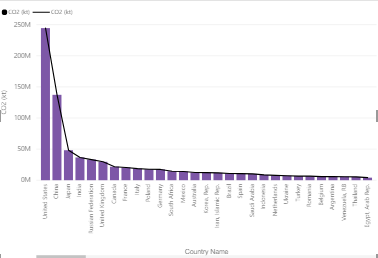 CO2 (kt) CO2 (kt)
250M
200M
150M
100M
50M
0M
CO2 (kt)
United States
China
Japan
India
Russian Federation
United Kingdom
Canada
France
Italy
Poland
Germany
South Africa
Mexico
Australia
Korea, Rep.
Iran, Islamic Rep.
Brazil
Spain
Saudi Arabia
Indonesia
Netherlands
Ukraine
Turkey
Romania
Belgium
Argentina
Venezuela, RB
Thailand
Egypt, Arab Rep.
Country Name